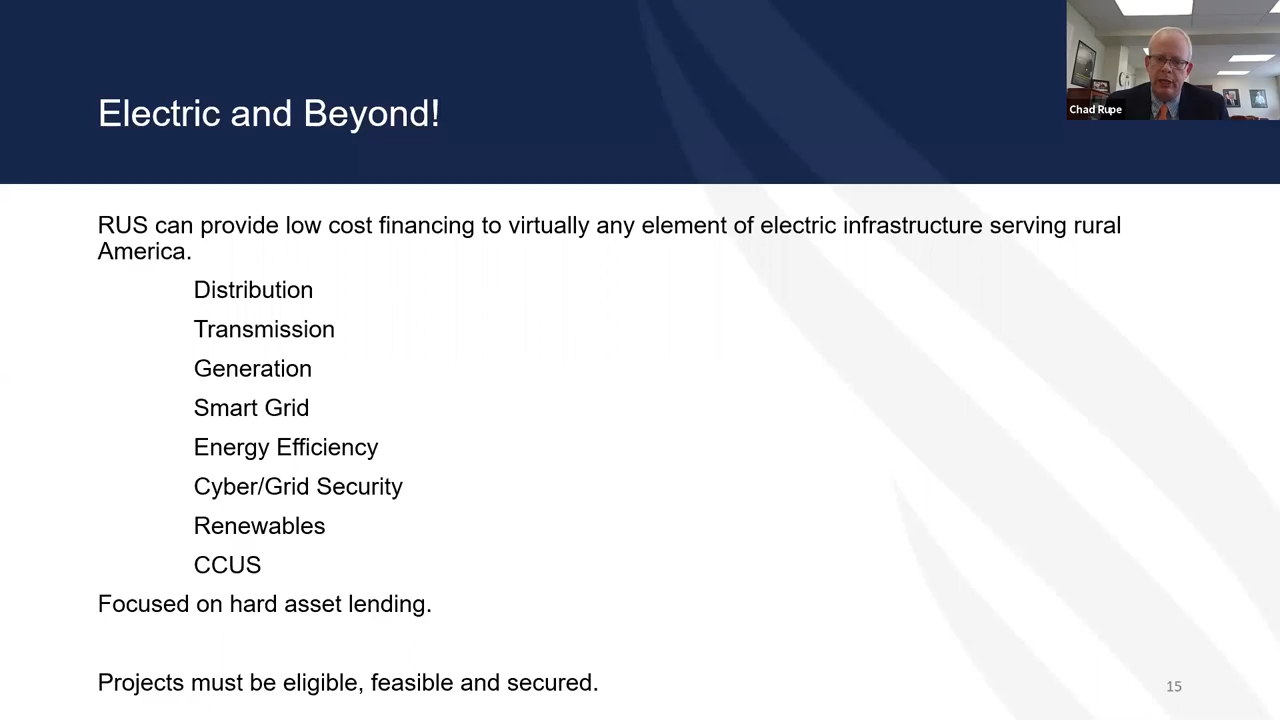 Electric and Beyond!
Chad Rupe
RUS can provide low cost financing to virtually any element of electric infrastructure serving rural
America.
Distribution
Transmission
Generation
Smart Grid
Energy Efficiency
Cyber/Grid Security
Renewables
CCUS
Focused on hard asset lending.
Projects must be eligible, feasible and secured.
15